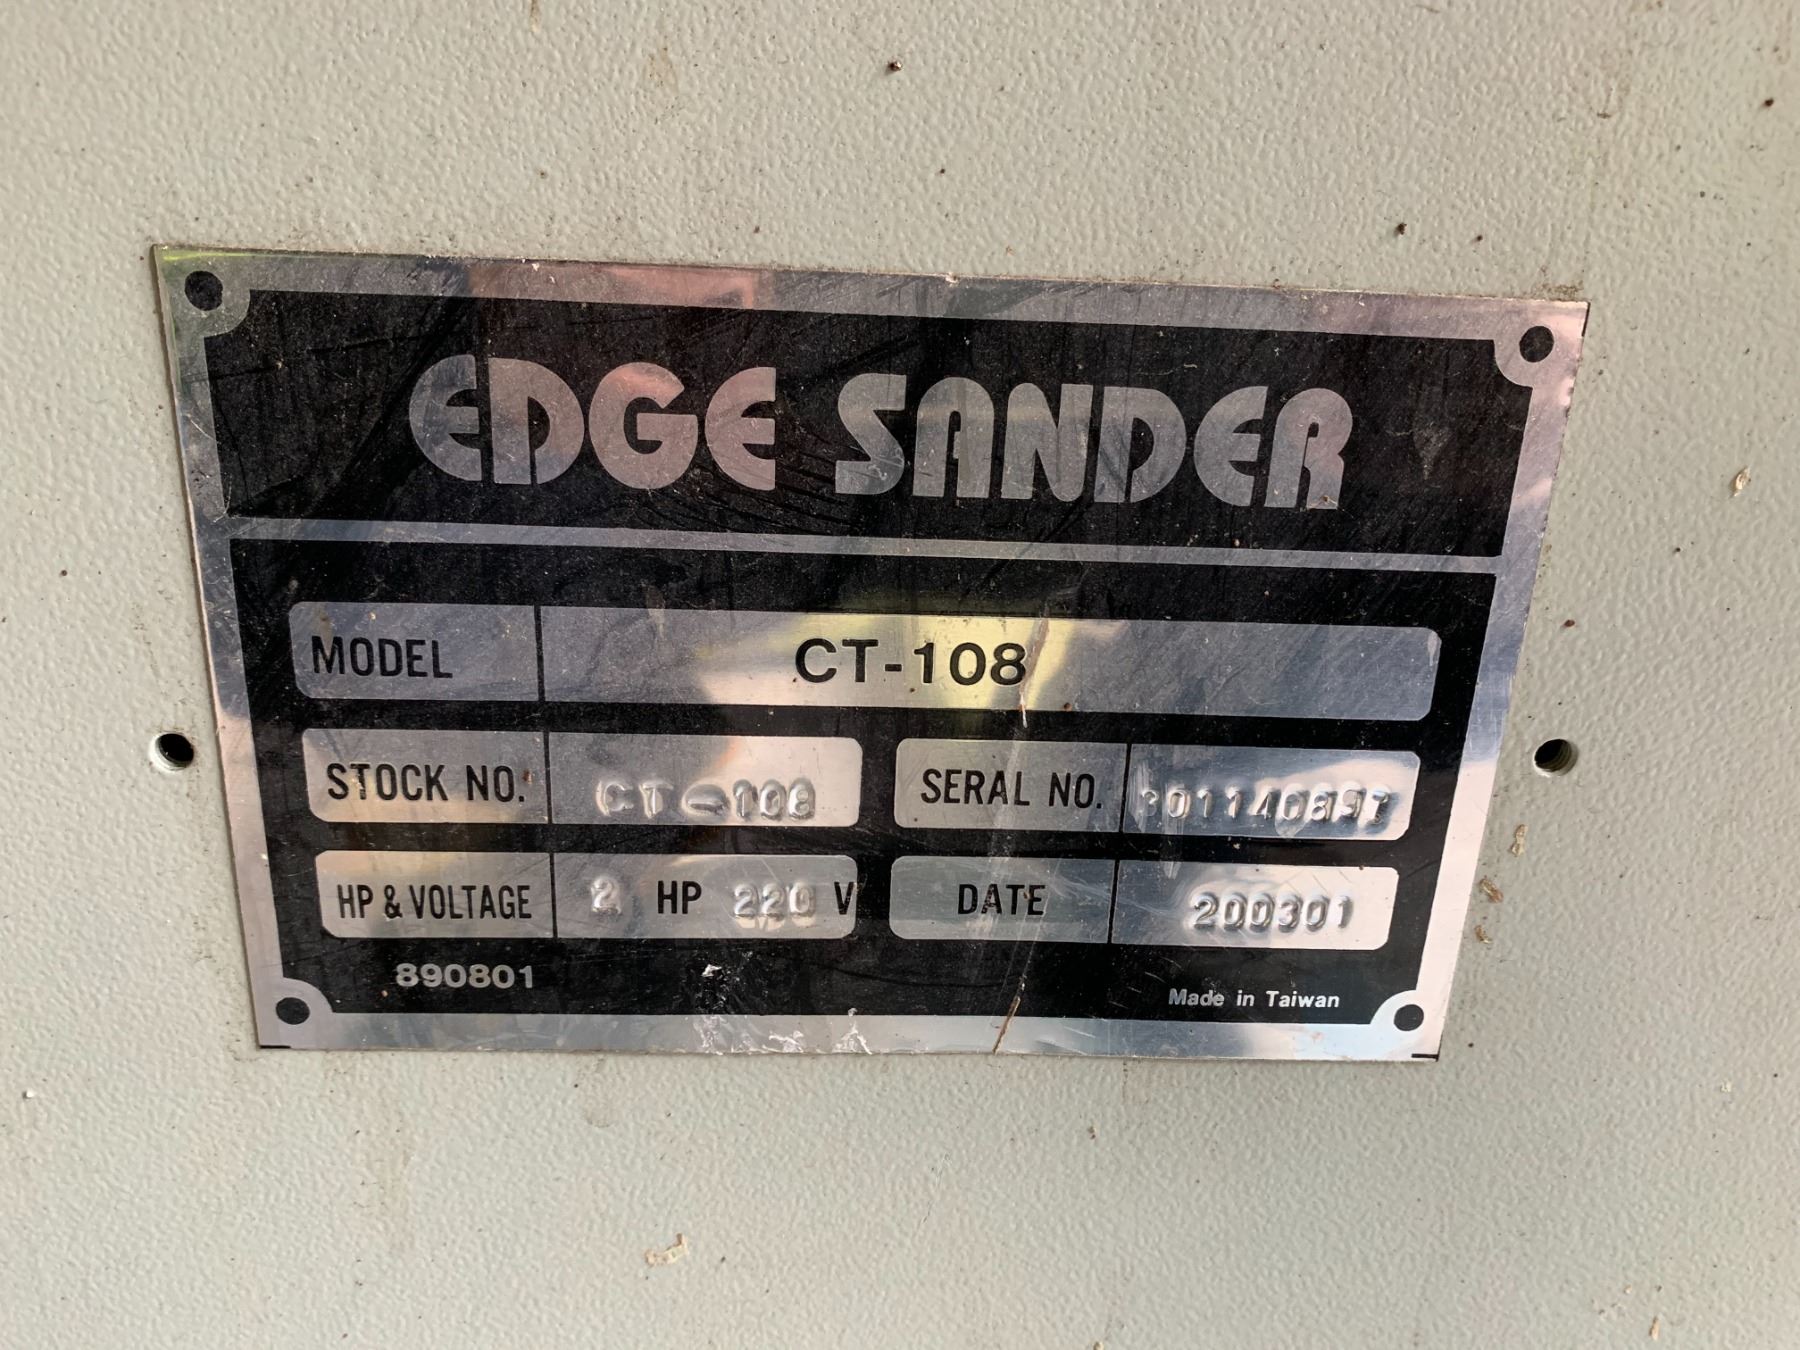 EDGE SANDER
MODEL CT-108
STOCK NO. CT-108 SERAL NO.
HP & VOLTAGE 2 HP 220 V DATE 200301
890801
Made in Taiwan